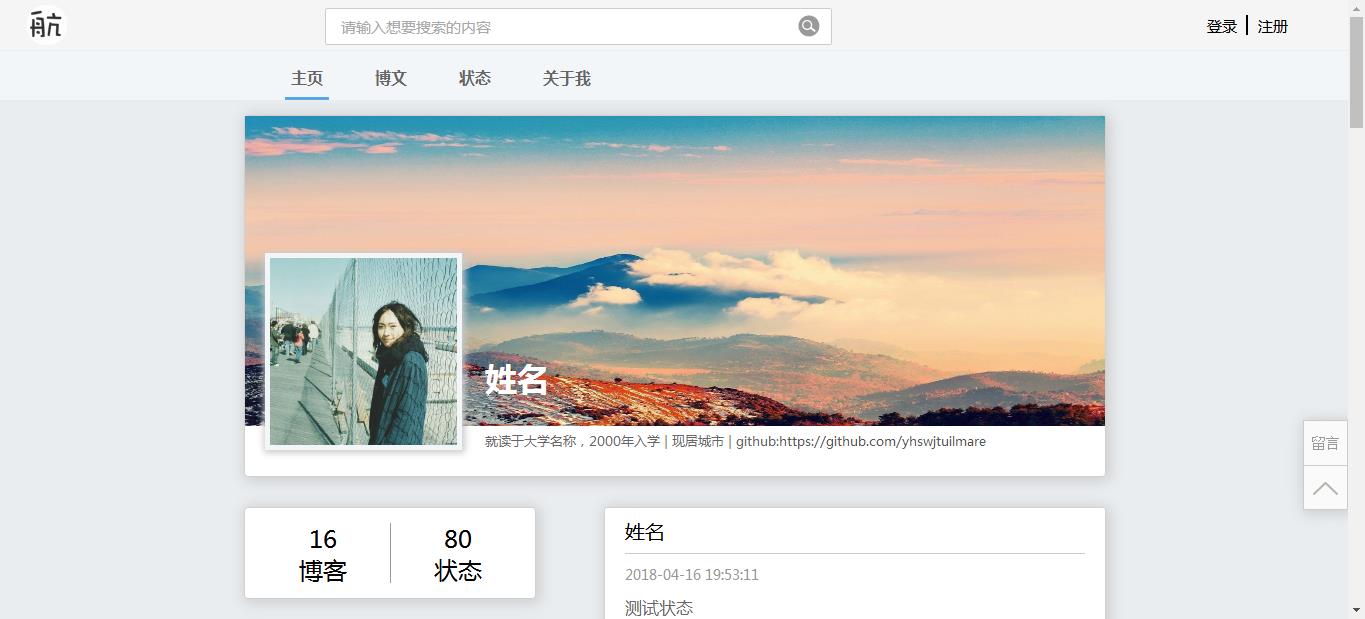 航
请输入想要搜索的内容
登录 | 注册
主页 博文 状态 关于我
姓名
就读于大学名称，2000年入学 | 现居城市 | github:https://github.com/yhswjtuilmare
留言
16 80
博客 状态
姓名
2018-04-16 19:53:11
测试状态